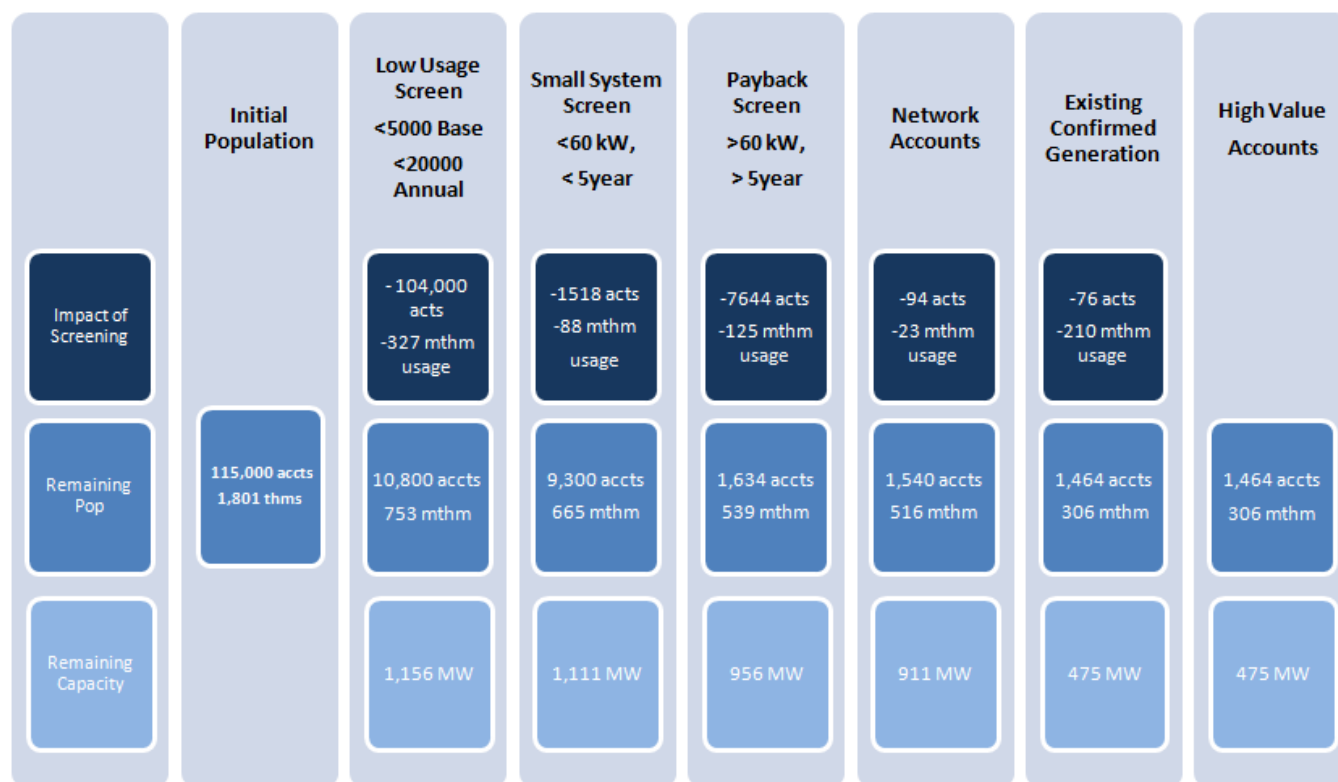 Initial
Population
Low Usage
Screen
<5000 Base
<20000
Annual
Small System
Screen
<60 kW,
< 5year
Payback
Screen
>60 kW,
> 5year
Network
Accounts
Existing
Confirmed
Generation
High Value
Accounts
Impact of
Screening
- 104,000
acts
-327 mthm
usage
-1518 acts
-88 mthm
usage
-7644 acts
-125 mthm
usage
-94 acts
-23 mthm
usage
-76 acts
-210 mthm
usage
Remaining
Pop
115,000 accts
1,801 thms
10,800 accts
753 mthm
9,300 accts
665 mthm
1,634 accts
539 mthm
1,540 accts
516 mthm
1,464 accts
306 mthm
1,464 accts
306 mthm
Remaining
Capacity
1,156 MW
1,111 MW
956 MW
911 MW
475 MW
475 MW